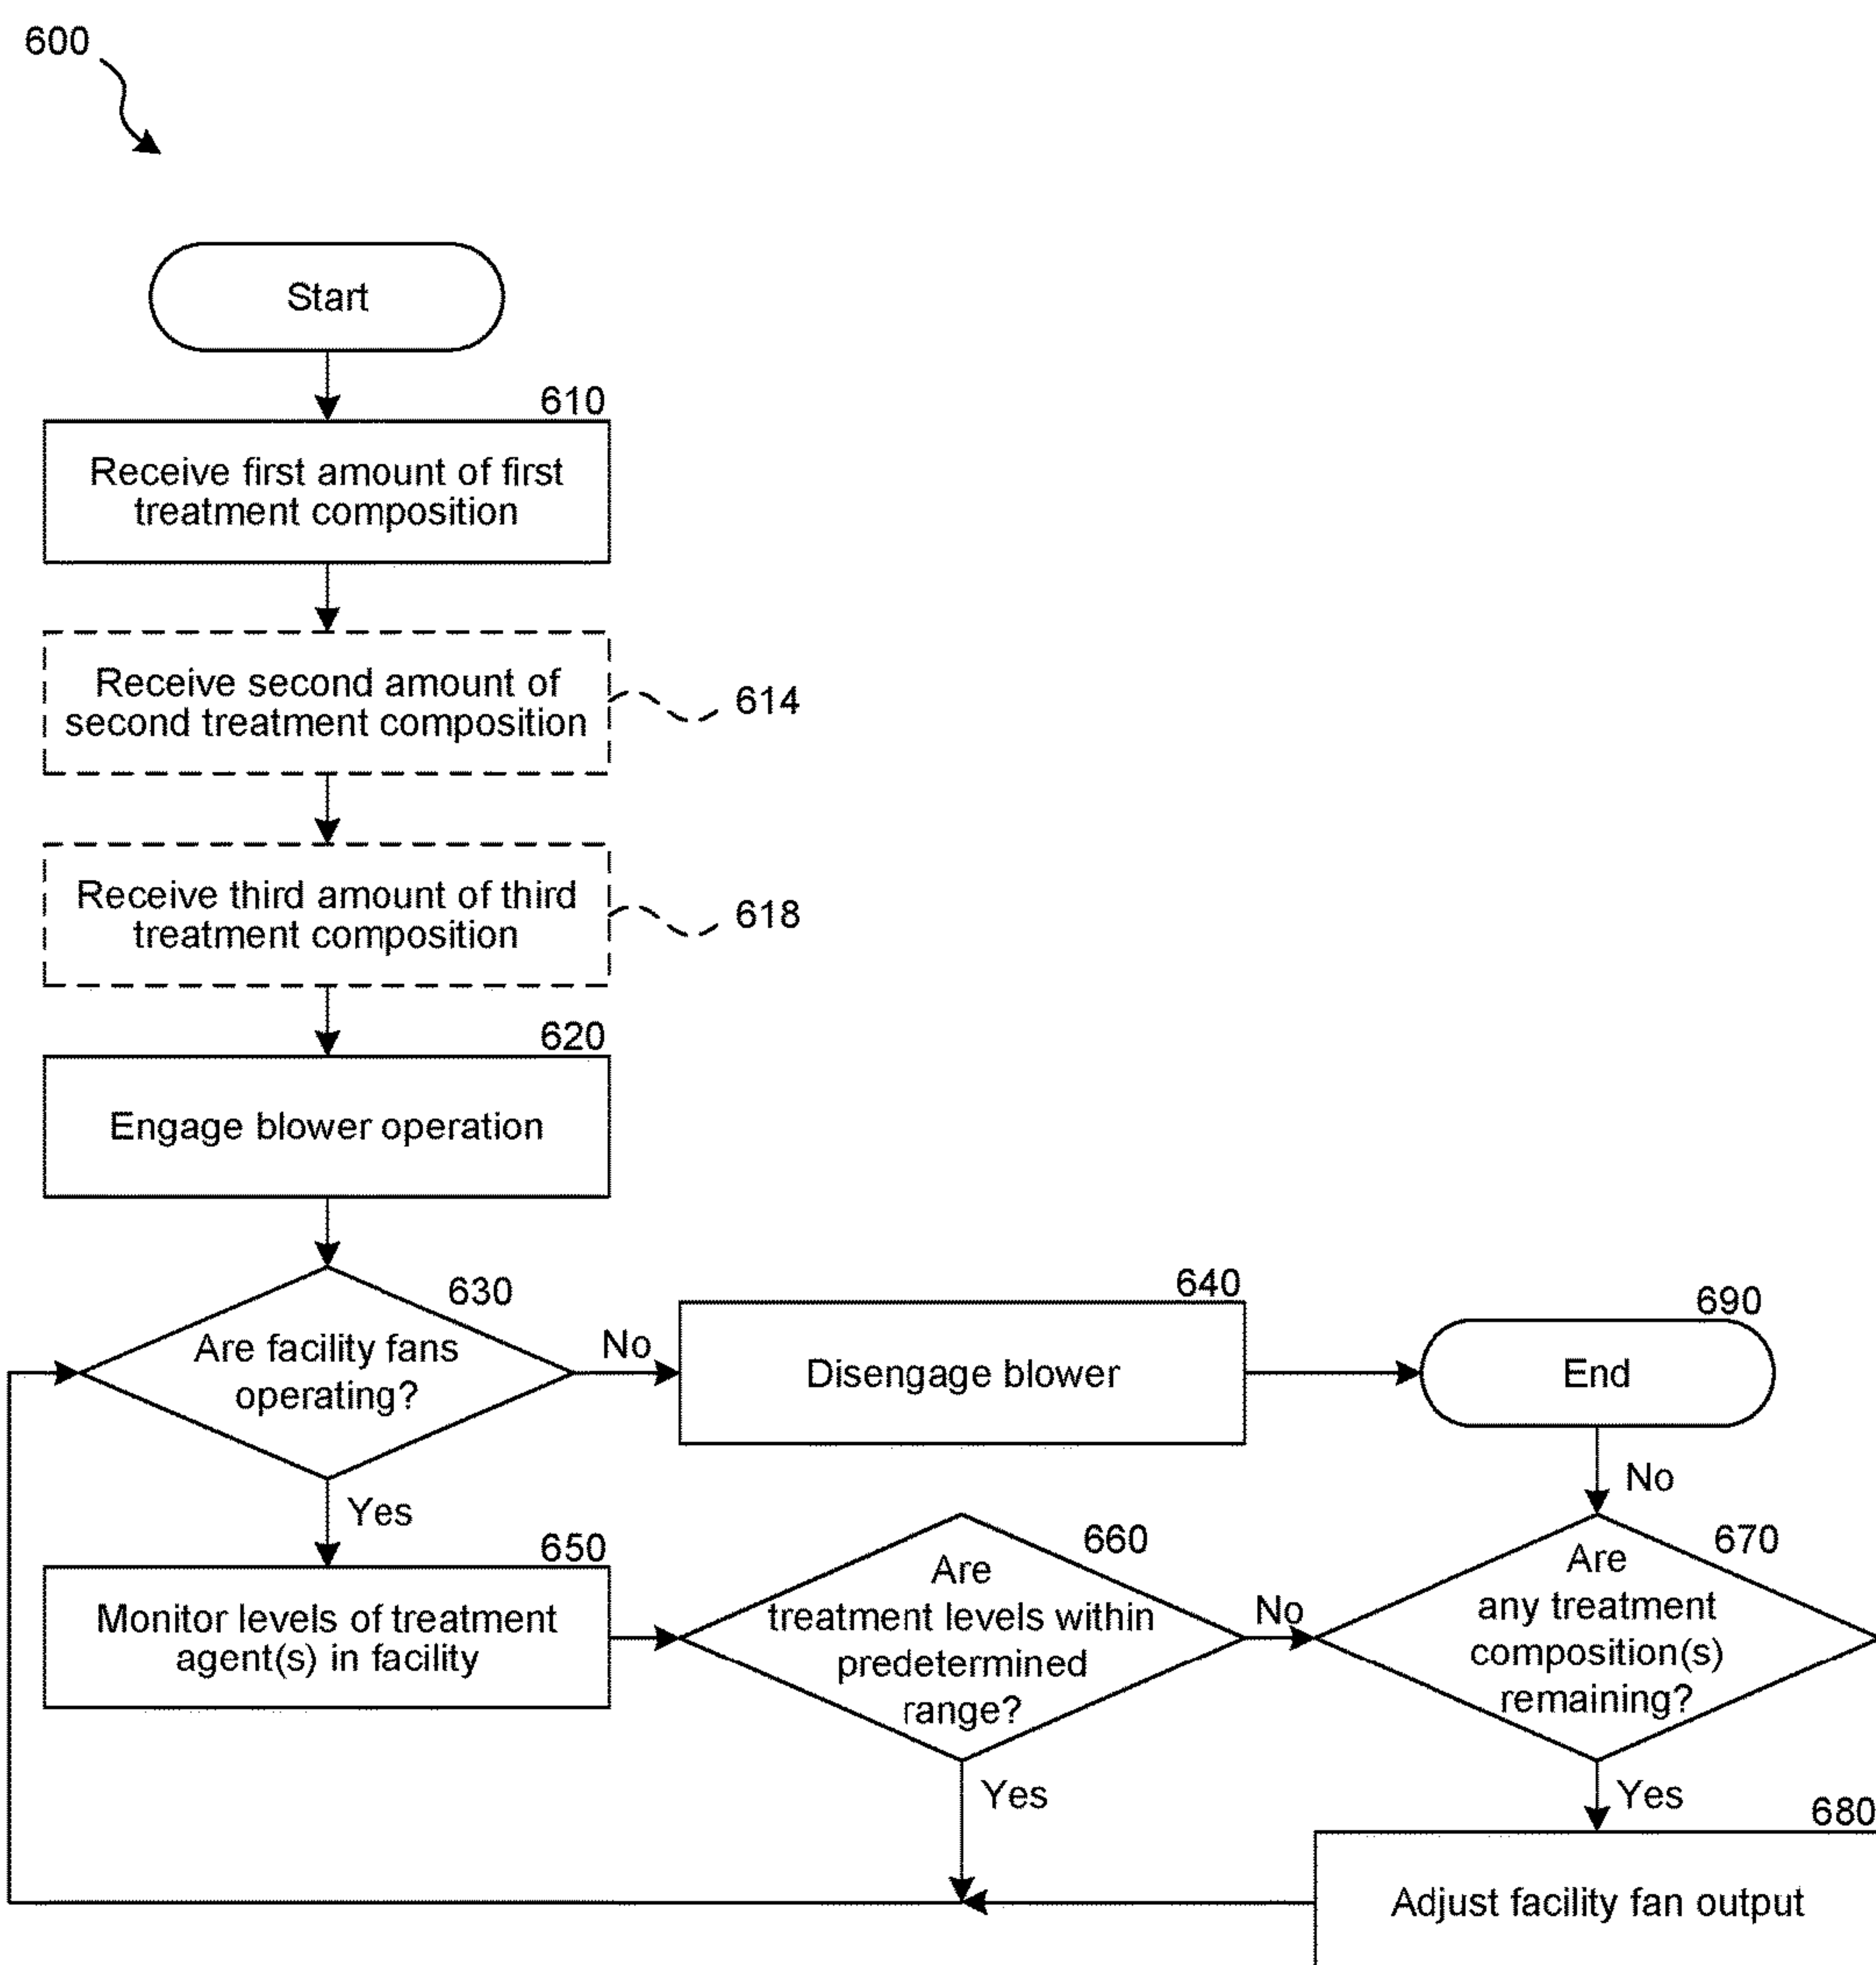 600
Start
610
Receive first amount of first
treatment composition
Receive second amount of
second treatment composition
614
Receive third amount of third
treatment composition
618
620
Engage blower operation
630
Are facility fans
operating?
No
640
Disengage blower
690
End
No
Yes
650
Monitor levels of treatment
agent(s) in facility
660
Are
treatment levels within
predetermined
range?
No
670
Are
any treatment
composition(s)
remaining?
Yes
Yes
680
Adjust facility fan output